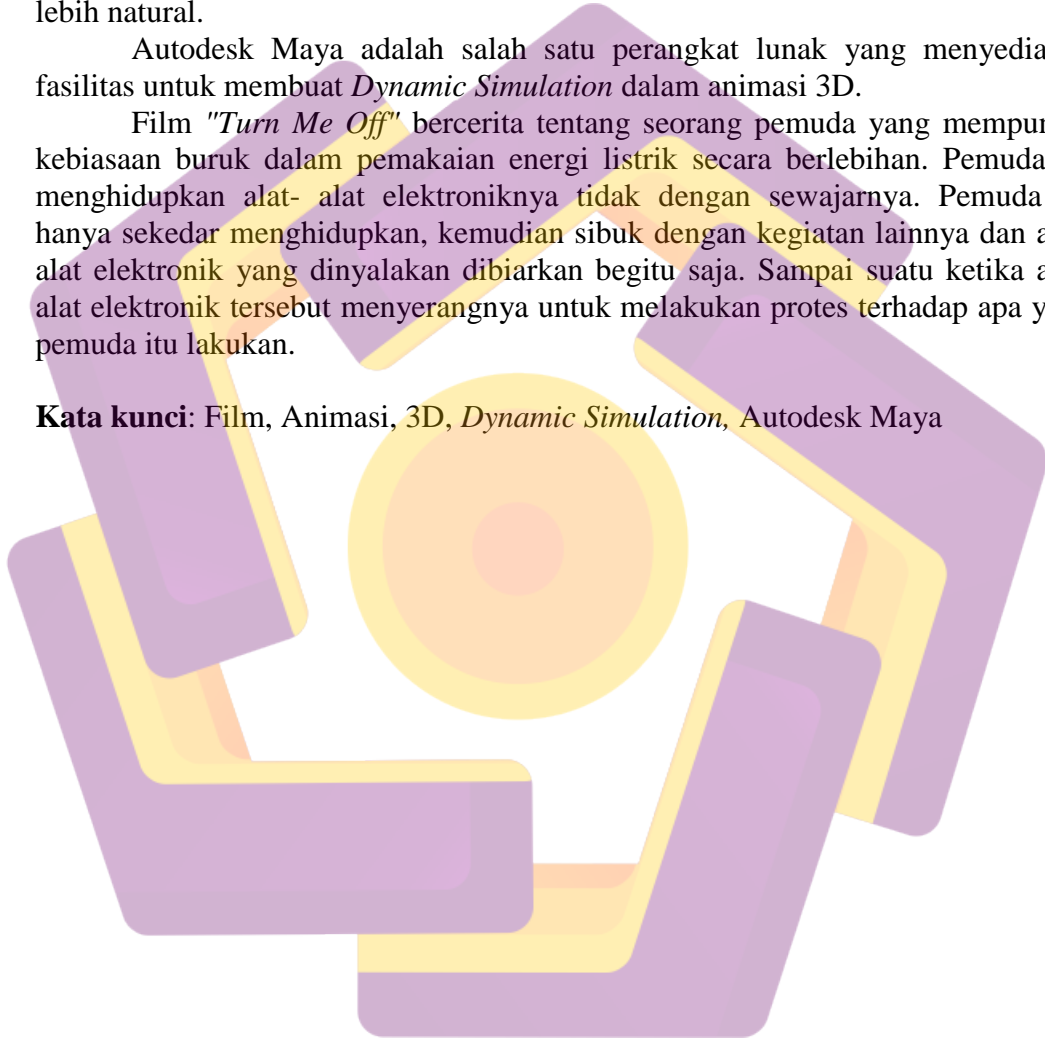 lebih natural.
Autodesk Maya adalah salah satu perangkat lunak yang menyedia
fasilitas untuk membuat Dynamic Simulation dalam animasi 3D.
Film "Turn Me Off" bercerita tentang seorang pemuda yang mempun
kebiasaan buruk dalam pemakaian energi listrik secara berlebihan. Pemuda
menghidupkan alat- alat elektroniknya tidak dengan sewajarnya. Pemuda
hanya sekedar menghidupkan, kemudian sibuk dengan kegiatan lainnya dan a
alat elektronik yang dinyalakan dibiarkan begitu saja. Sampai suatu ketika a
alat elektronik tersebut menyerangnya untuk melakukan protes terhadap apa y
pemuda itu lakukan.
Kata kunci: Film, Animasi, 3D, Dynamic Simulation, Autodesk Maya